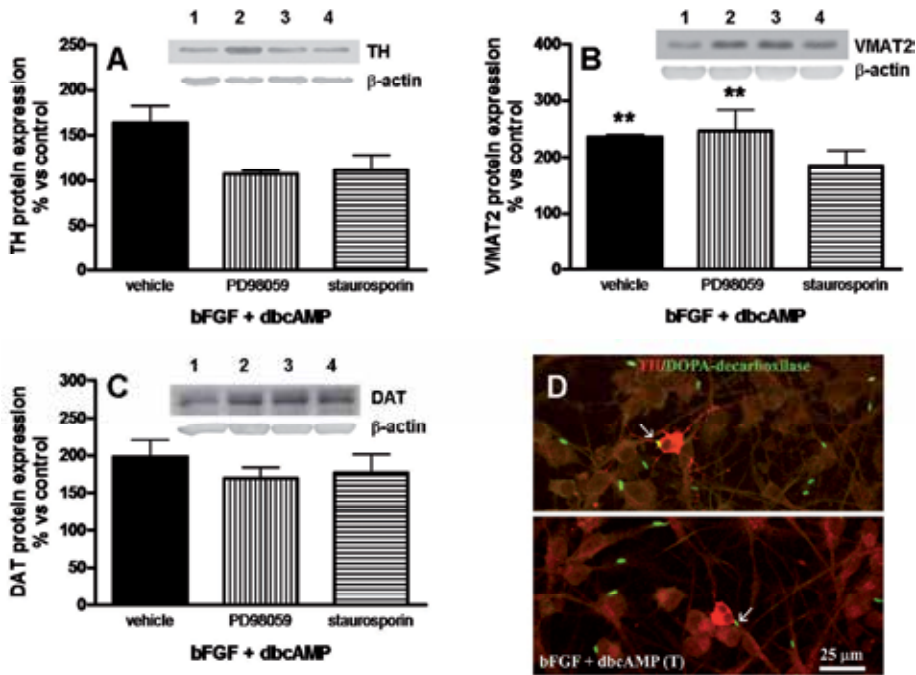 1 2 3 4
A
TH
β-actin
250
200
150
100
50
0
TH protein expression
% vs control
vehicle PD98059 staurosporin
bFGF + dbcAMP
1 2 3 4
B
VMAT2
β-actin
400
300
200
100
0
VMAT2 protein expression
% vs control
**
**
vehicle PD98059 staurosporin
bFGF + dbcAMP
1 2 3 4
C
DAT
β-actin
300
250
200
150
100
50
0
DAT protein expression
% vs control
vehicle PD98059 staurosporin
bFGF + dbcAMP
D
TH/DOPA-decarboxilase
bFGF + dbcAMP (T)
25 µm